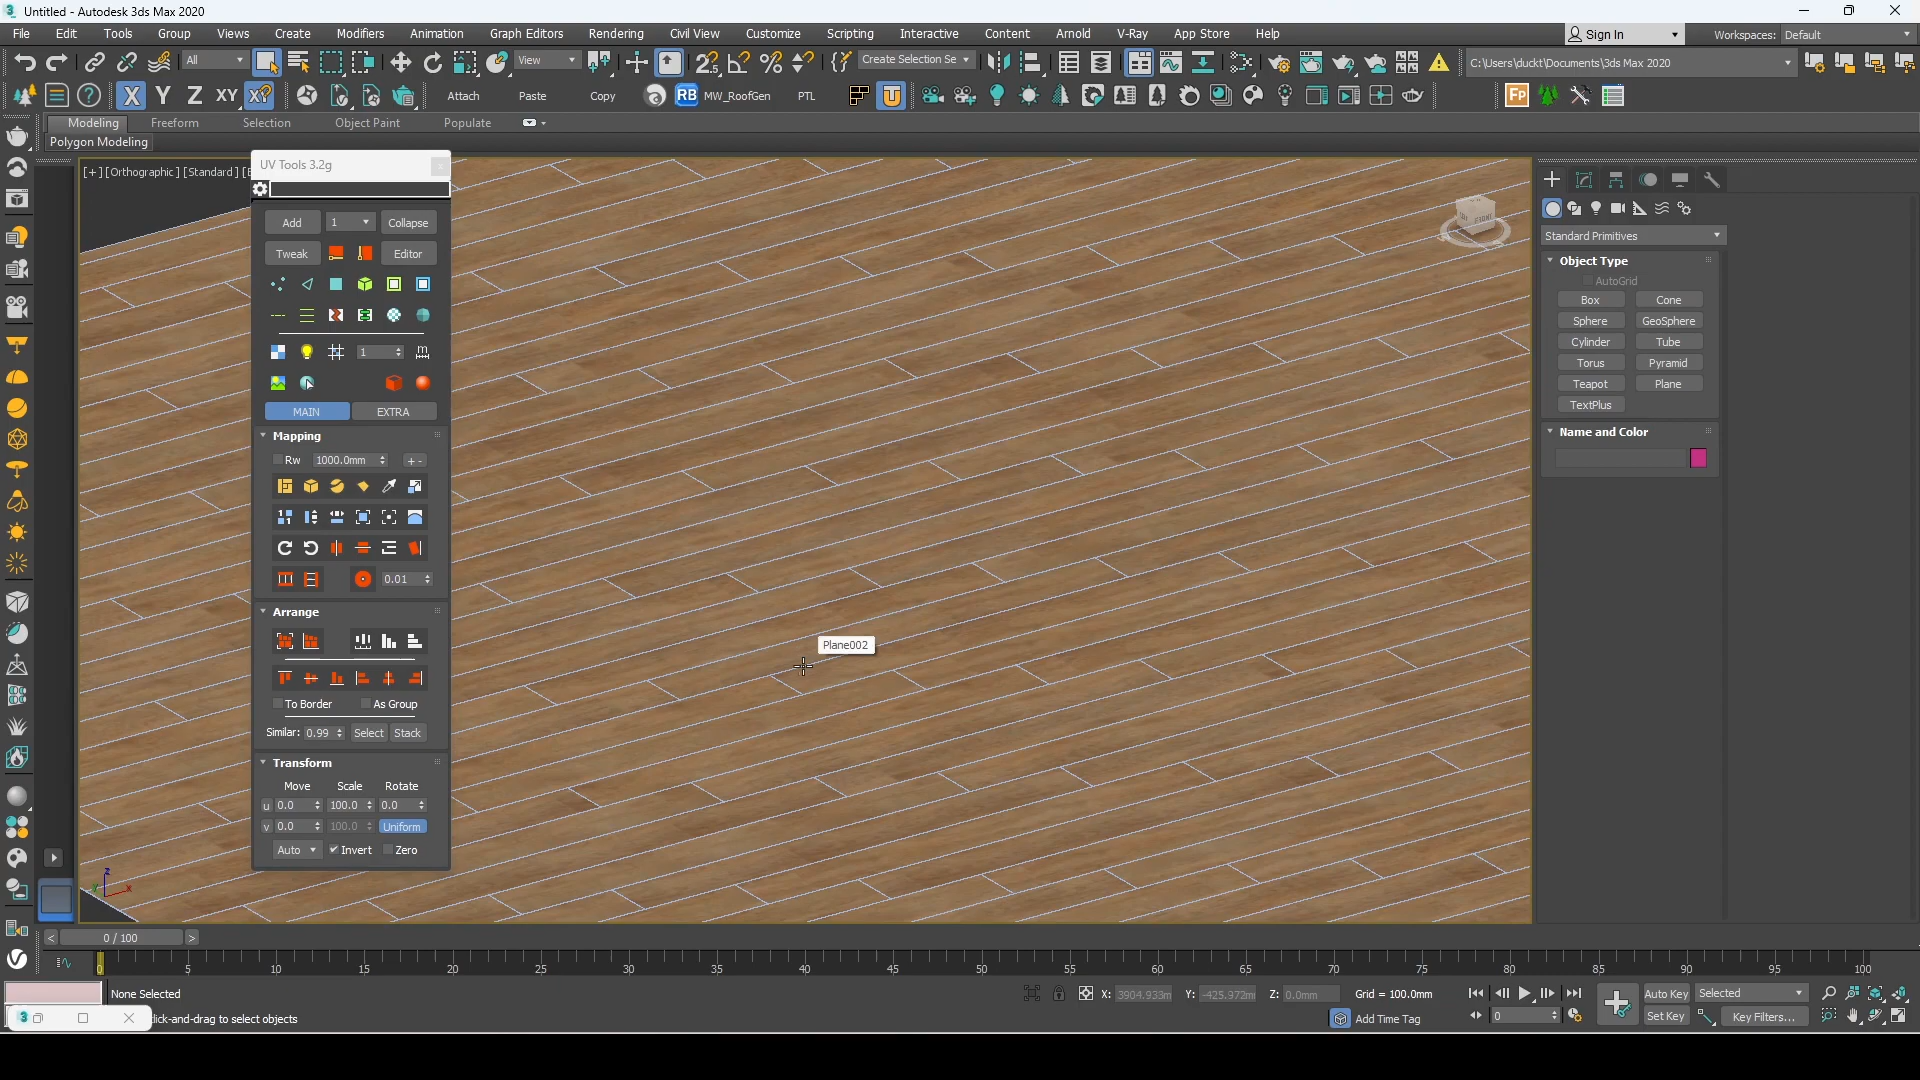 Untitled - Autodesk 3ds Max 2020
File Edit Tools Group Views Create Modifiers Animation Graph Editors Rendering Civil View Customize Scripting Interactive Content Arnold V-Ray App Store Help Sign In Workspaces: Default
All View Create Selection Se C:\Users\duckt\Documents\3ds Max 2020
X Y Z XY Attach Paste Copy RB MW_RoofGen PTL FP
Modeling Freeform Selection Object Paint Populate
Polygon Modeling
UV Tools 3.2g
[+] [Orthographic] [Standard] [E
Add 1 Collapse
Tweak Editor
1
MAIN EXTRA
Mapping
Rw 1000.0mm + -
0.01
Arrange
To Border As Group
Similar: 0.99 Select Stack
Transform
Move Scale Rotate
u 0.0 100.0 0.0
v 0.0 100.0 Uniform
Auto Invert Zero
Plane002
FRONT
z
x
Standard Primitives
Object Type
AutoGrid
Box Cone
Sphere GeoSphere
Cylinder Tube
Torus Pyramid
Teapot Plane
TextPlus
Name and Color
< 0 / 100 >
0 5 10 15 20 25 30 35 40 45 50 55 60 65 70 75 80 85 90 95 100
None Selected X: 3904.933m Y: -425.972m Z: 0.0mm Grid = 100.0mm Auto Key Selected
lick-and-drag to select objects Add Time Tag 0 Set Key Key Filters...